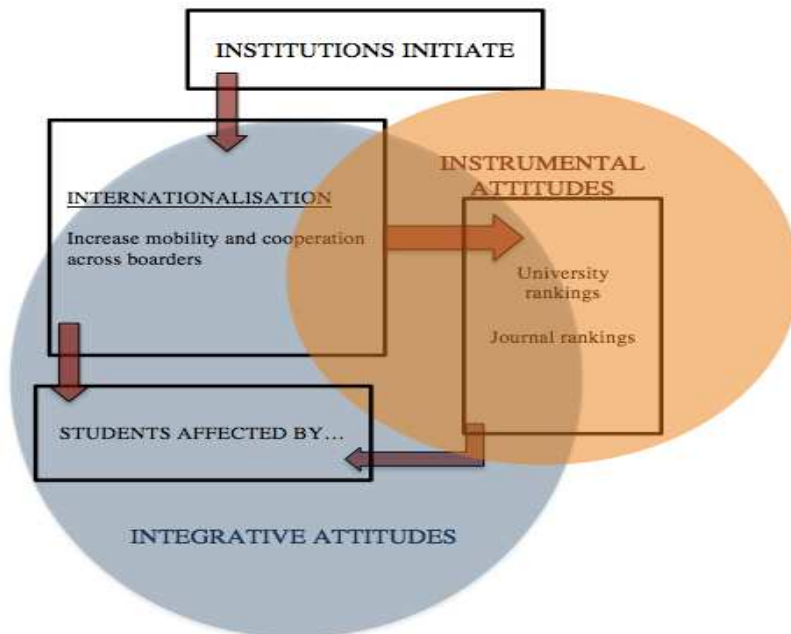 INSTITUTIONS INITIATE
INSTRUMENTAL
ATTITUDES
INTERNATIONALISATION
Increase mobility and cooperation
across boarders
University
rankings
Journal rankings
STUDENTS AFFECTED BY…
INTEGRATIVE ATTITUDES